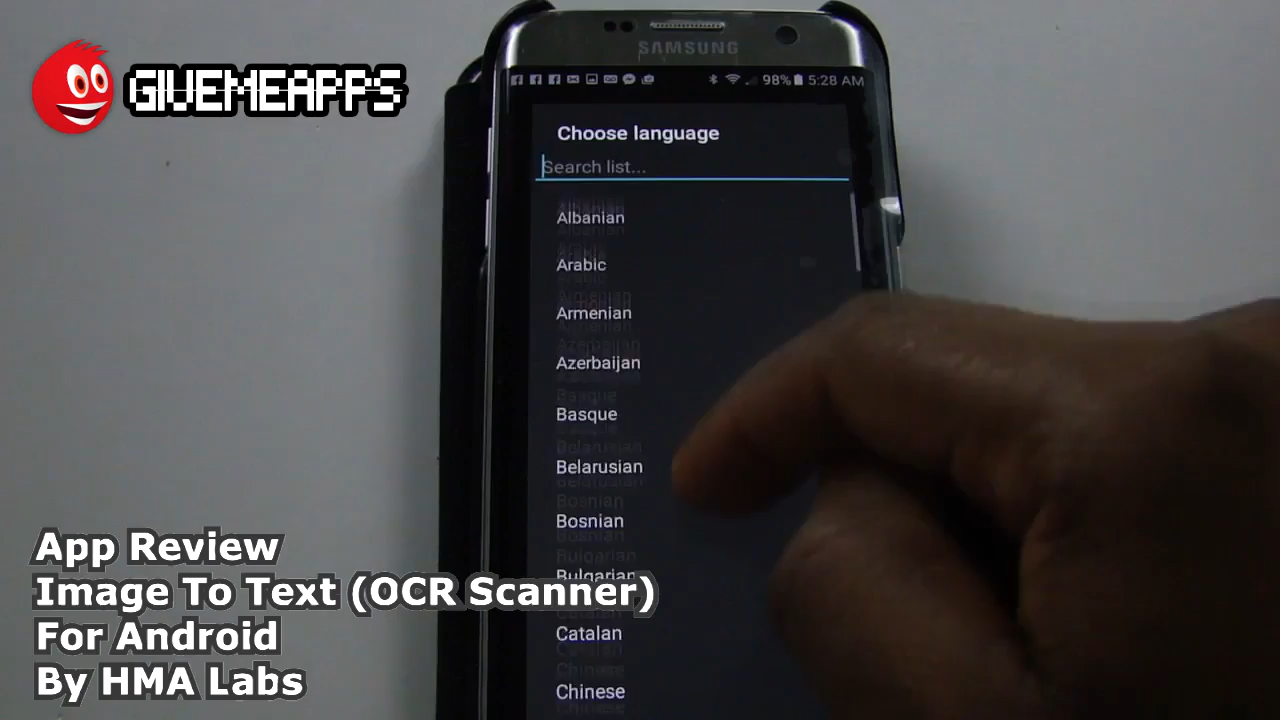 GIVEMEAPPS
SAMSUNG
98% 5:28 AM
Choose language
Search list...
Albanian
Arabic
Armenian
Azerbaijan
Basque
Belarusian
Bosnian
Bulgarian
Catalan
Chinese
App Review
Image To Text (OCR Scanner)
For Android
By HMA Labs